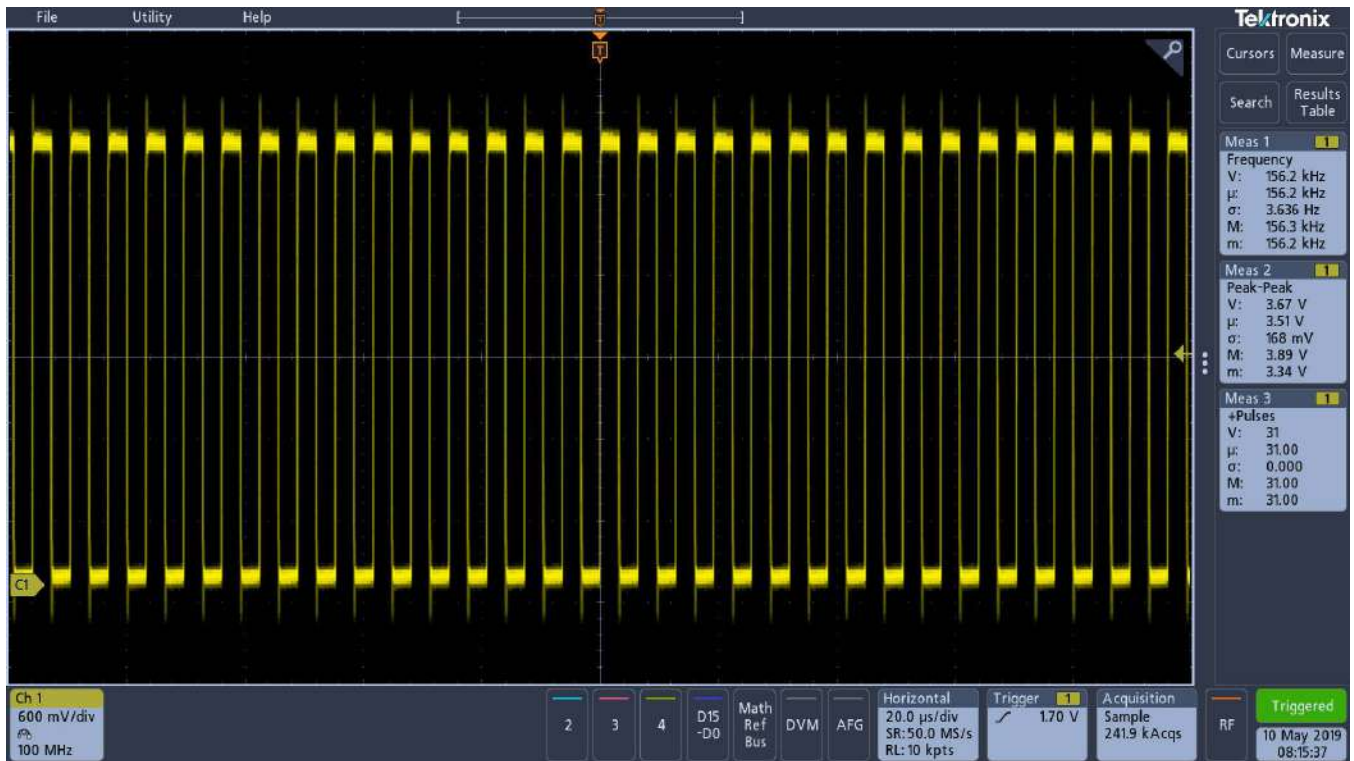 File Utility Help
Tektronix
T
T
Cursors Measure
Search Results Table
Meas 1 1
Frequency
V: 156.2 kHz
µ: 156.2 kHz
σ: 3.636 Hz
M: 156.3 kHz
m: 156.2 kHz
Meas 2 1
Peak-Peak
V: 3.67 V
µ: 3.51 V
σ: 168 mV
M: 3.89 V
m: 3.34 V
Meas 3 1
+Pulses
V: 31
µ: 31.00
σ: 0.000
M: 31.00
m: 31.00
C1
Ch 1
600 mV/div
100 MHz
2
3
4
D15
-D0
Math
Ref
Bus
DVM
AFG
Horizontal
20.0 µs/div
SR: 50.0 MS/s
RL: 10 kpts
Trigger 1
1.70 V
Acquisition
Sample
241.9 kAcqs
RF
Triggered
10 May 2019
08:15:37